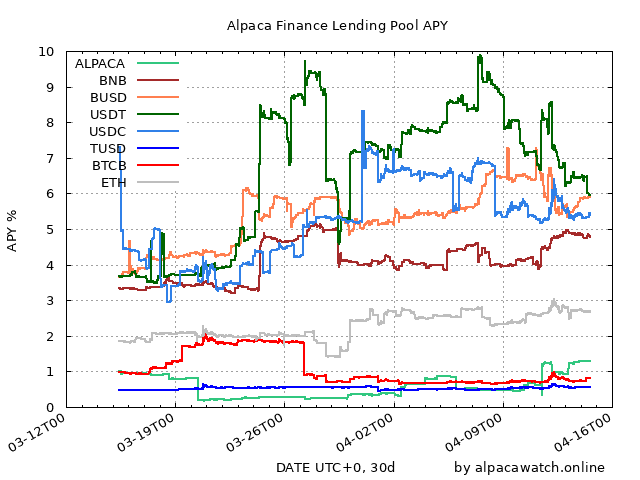 Alpaca Finance Lending Pool APY
10
9
8
7
6
5
4
3
2
1
0
APY %
ALPACA
BNB
BUSD
USDT
USDC
TUSD
BTCB
ETH
03-12T00
03-19T00
03-26T00
04-02T00
04-09T00
04-16T00
DATE UTC+0, 30d
by alpacawatch.online